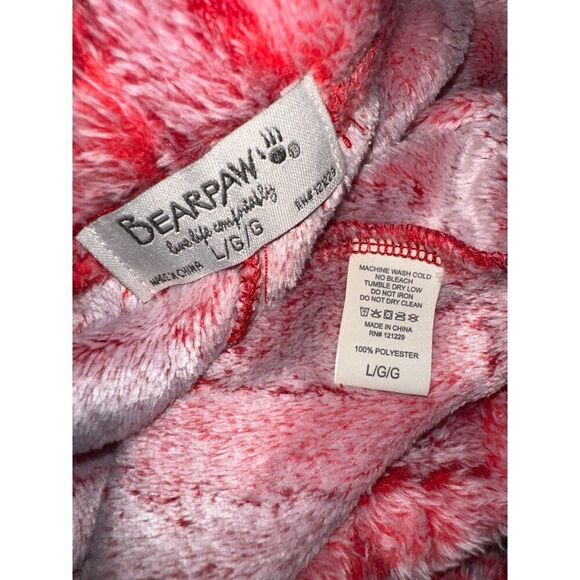 BEARPAW ®
live life comfortably
L/G/G
MADE IN CHINA
RN# 121229
MACHINE WASH COLD
NO BLEACH
TUMBLE DRY LOW
DO NOT IRON
DO NOT DRY CLEAN
MADE IN CHINA
RN# 121229
100% POLYESTER
L/G/G